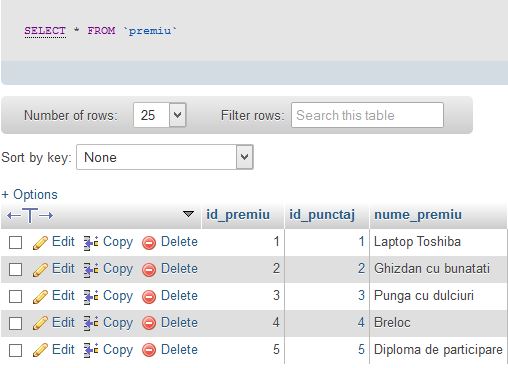 SELECT * FROM `premiu`
Number of rows: 25 Filter rows: Search this table
Sort by key: None
+ Options
←T→ id_premiu id_punctaj nume_premiu
Edit Copy Delete 1 1 Laptop Toshiba
Edit Copy Delete 2 2 Ghizdan cu bunatati
Edit Copy Delete 3 3 Punga cu dulciuri
Edit Copy Delete 4 4 Breloc
Edit Copy Delete 5 5 Diploma de participare